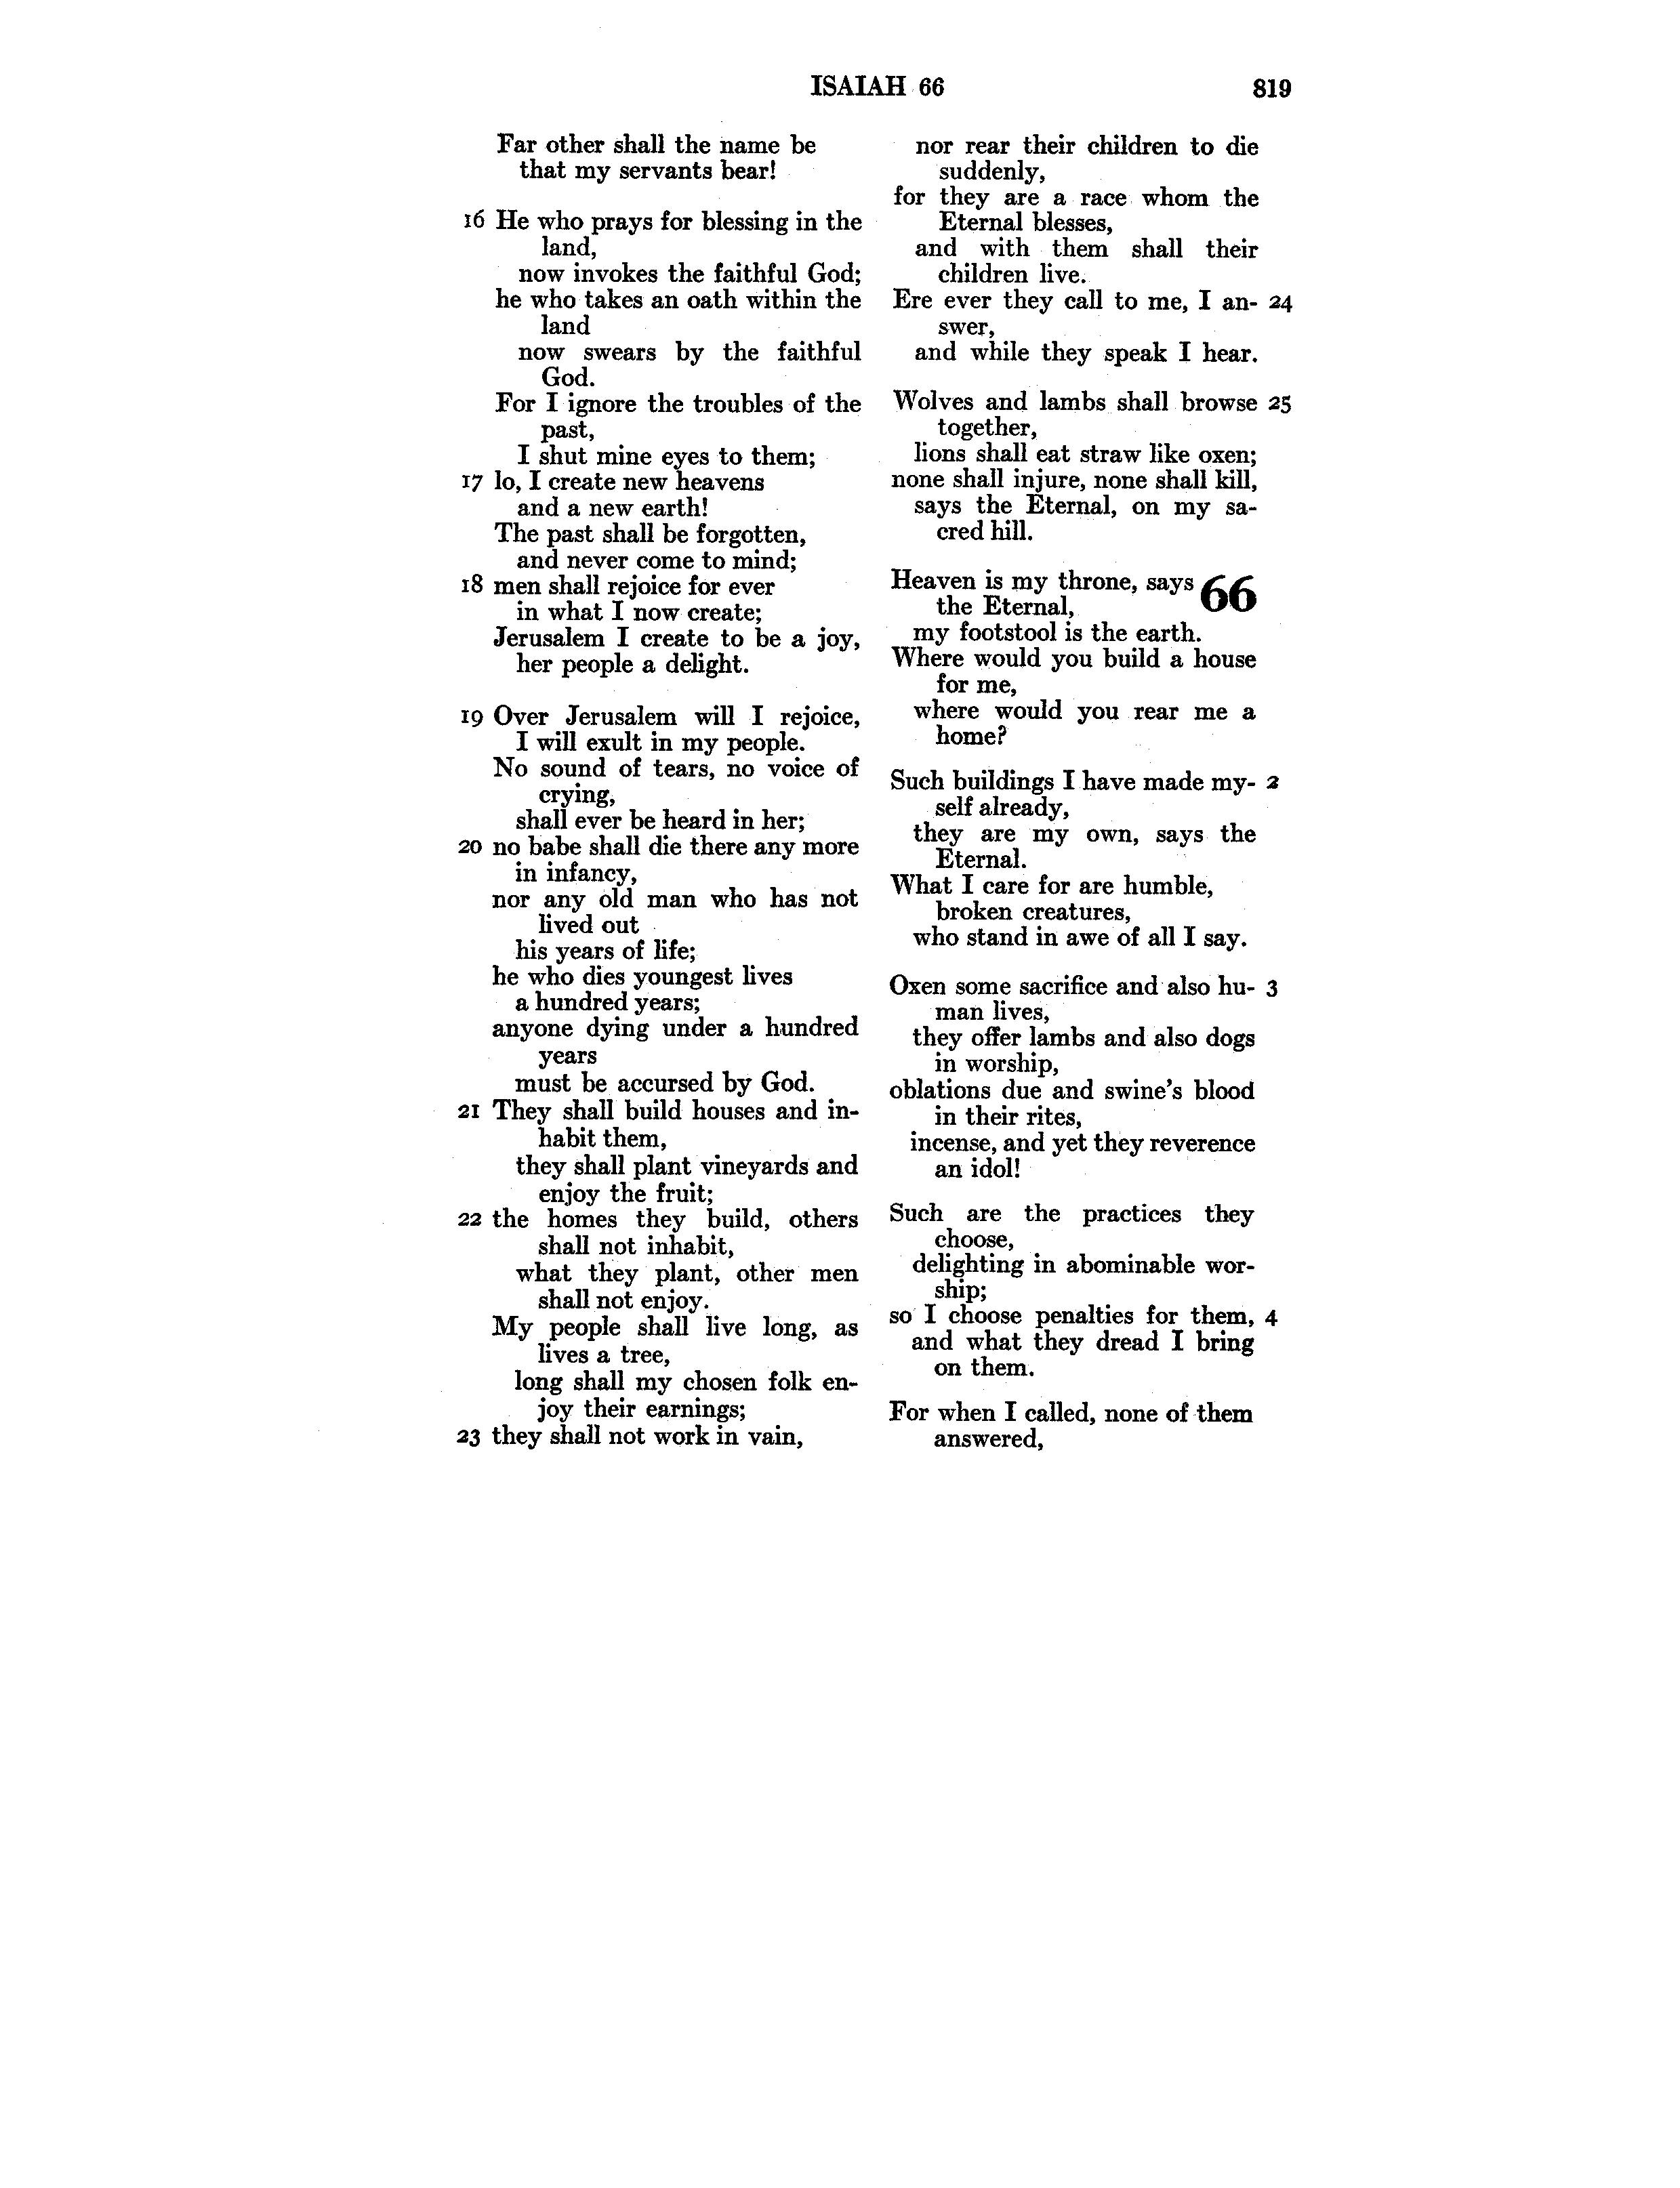 ISAIAH 66
819
Far other shall the name be
that my servants bear!
16 He who prays for blessing in the
land,
now invokes the faithful God;
he who takes an oath within the
land
now swears by the faithful
God.
For I ignore the troubles of the
past,
I shut mine eyes to them;
17 lo, I create new heavens
and a new earth!
The past shall be forgotten,
and never come to mind;
18 men shall rejoice for ever
in what I now create;
Jerusalem I create to be a joy,
her people a delight.
19 Over Jerusalem will I rejoice,
I will exult in my people.
No sound of tears, no voice of
crying,
shall ever be heard in her;
20 no babe shall die there any more
in infancy,
nor any old man who has not
lived out
his years of life;
he who dies youngest lives
a hundred years;
anyone dying under a hundred
years
must be accursed by God.
21 They shall build houses and in-
habit them,
they shall plant vineyards and
enjoy the fruit;
22 the homes they build, others
shall not inhabit,
what they plant, other men
shall not enjoy.
My people shall live long, as
lives a tree,
long shall my chosen folk en-
joy their earnings;
23 they shall not work in vain,
nor rear their children to die
suddenly,
for they are a race whom the
Eternal blesses,
and with them shall their
children live.
Ere ever they call to me, I an- 24
swer,
and while they speak I hear.
Wolves and lambs shall browse 25
together,
lions shall eat straw like oxen;
none shall injure, none shall kill,
says the Eternal, on my sa-
cred hill.
Heaven is my throne, says 66
the Eternal,
my footstool is the earth.
Where would you build a house
for me,
where would you rear me a
home?
Such buildings I have made my- 2
self already,
they are my own, says the
Eternal.
What I care for are humble,
broken creatures,
who stand in awe of all I say.
Oxen some sacrifice and also hu- 3
man lives,
they offer lambs and also dogs
in worship,
oblations due and swine's blood
in their rites,
incense, and yet they reverence
an idol!
Such are the practices they
choose,
delighting in abominable wor-
ship;
so I choose penalties for them, 4
and what they dread I bring
on them.
For when I called, none of them
answered,